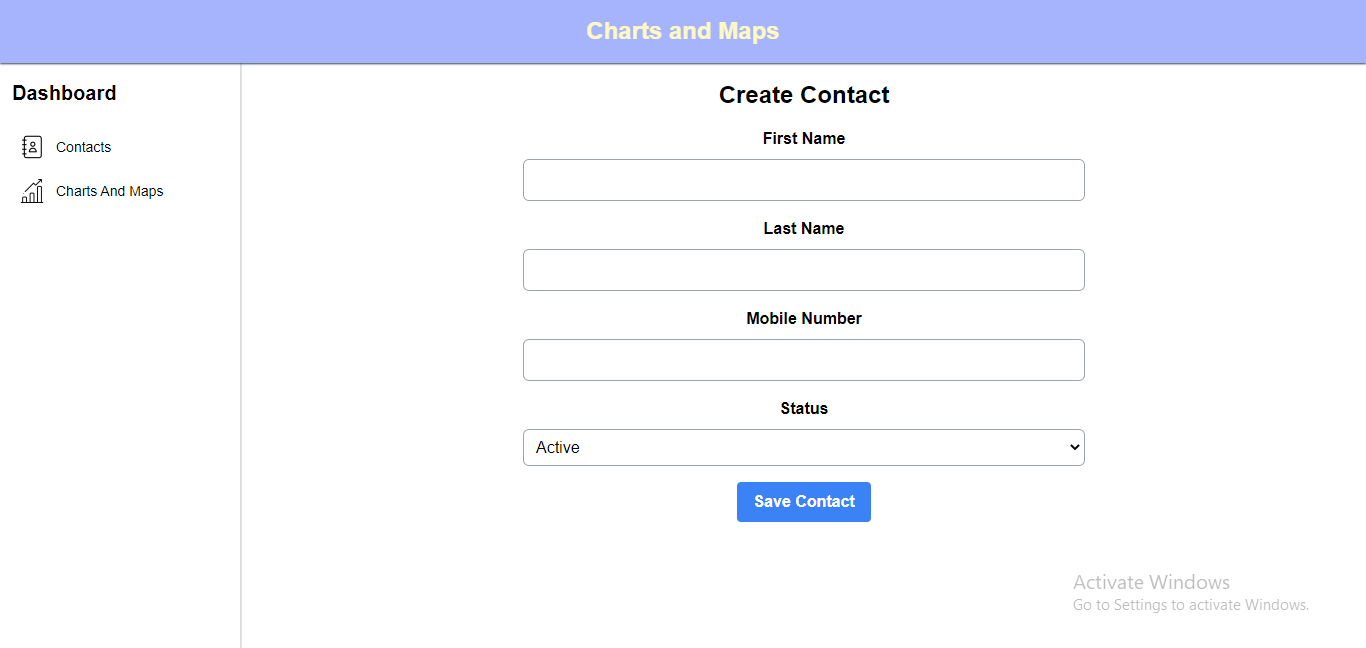 Charts and Maps
Dashboard
Contacts
Charts And Maps
Create Contact
First Name
Last Name
Mobile Number
Status
Active
Save Contact
Activate Windows
Go to Settings to activate Windows.